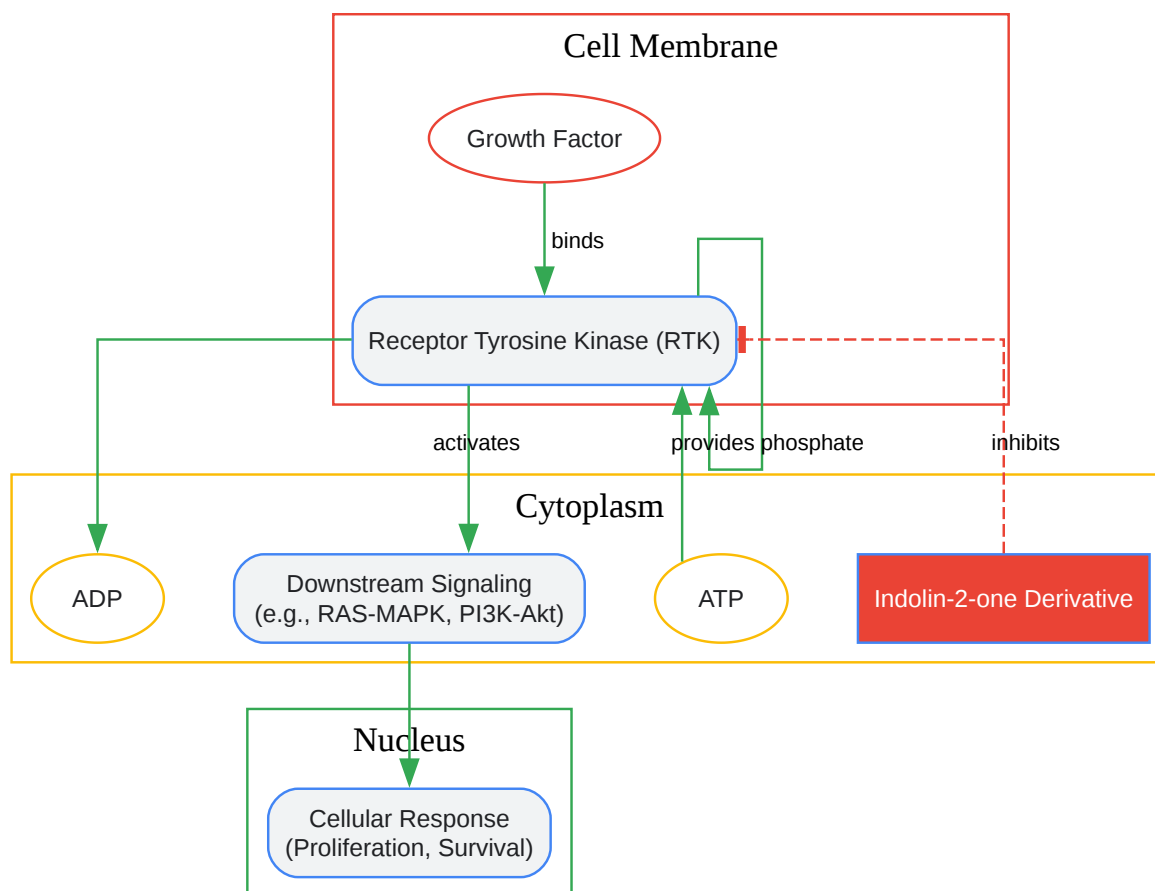 Cell Membrane
Growth Factor
binds
Receptor Tyrosine Kinase (RTK)
activates
provides phosphate
inhibits
Cytoplasm
ADP
Downstream Signaling
(e.g., RAS-MAPK, PI3K-Akt)
ATP
Indolin-2-one Derivative
Nucleus
Cellular Response
(Proliferation, Survival)